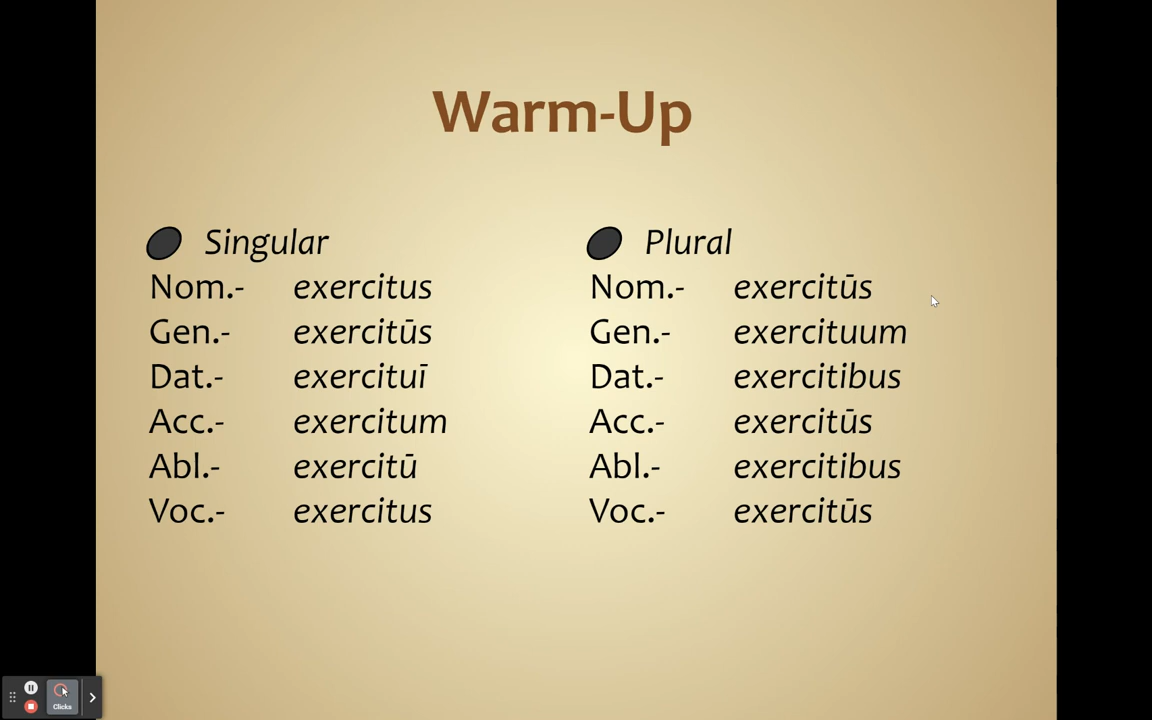 Warm-Up
Singular
Nom.- exercitus
Gen.- exercitūs
Dat.- exercituī
Acc.- exercitum
Abl.- exercitū
Voc.- exercitus
Plural
Nom.- exercitūs
Gen.- exercituum
Dat.- exercitibus
Acc.- exercitūs
Abl.- exercitibus
Voc.- exercitūs
Clicks